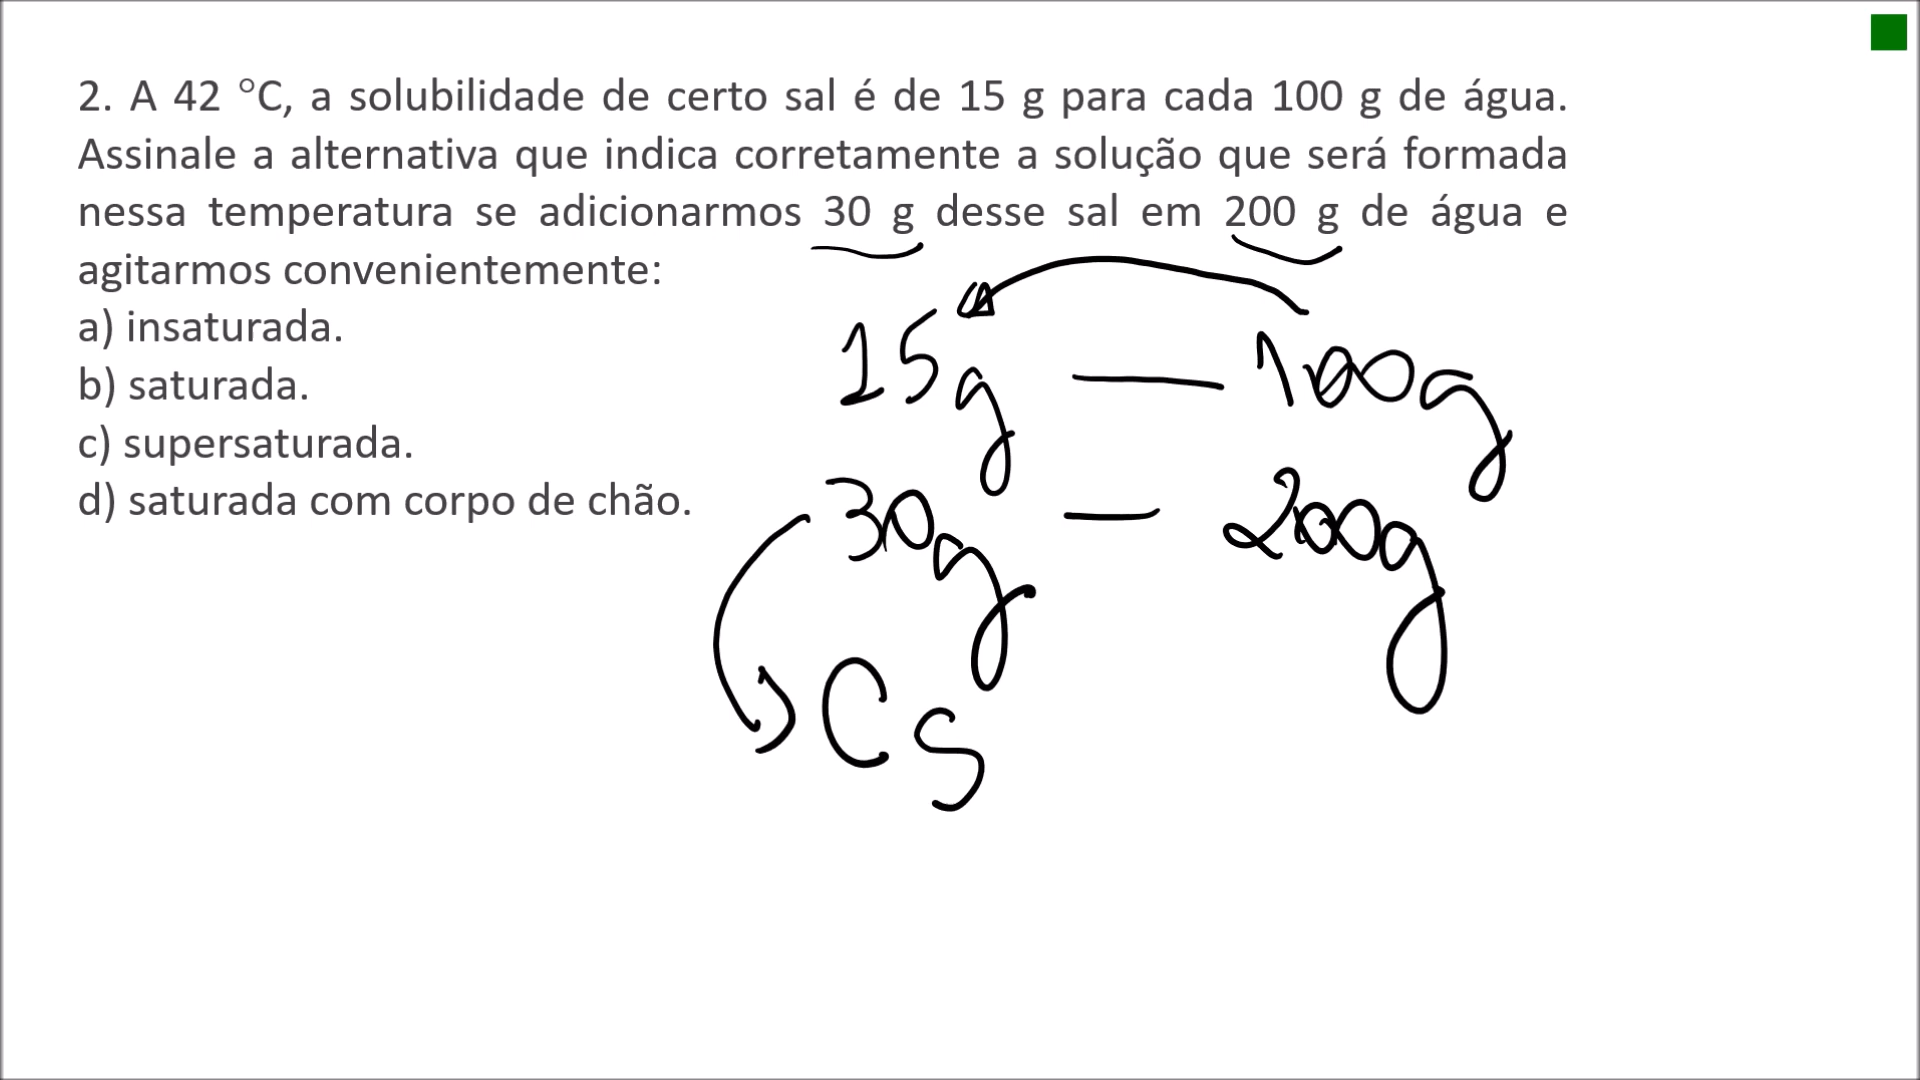 2. A 42 °C, a solubilidade de certo sal é de 15 g para cada 100 g de água.
Assinale a alternativa que indica corretamente a solução que será formada
nessa temperatura se adicionarmos 30 g desse sal em 200 g de água e
agitarmos convenientemente:
a) insaturada.
b) saturada.
c) supersaturada.
d) saturada com corpo de chão.
15g — 100g
30g — 200g
CS